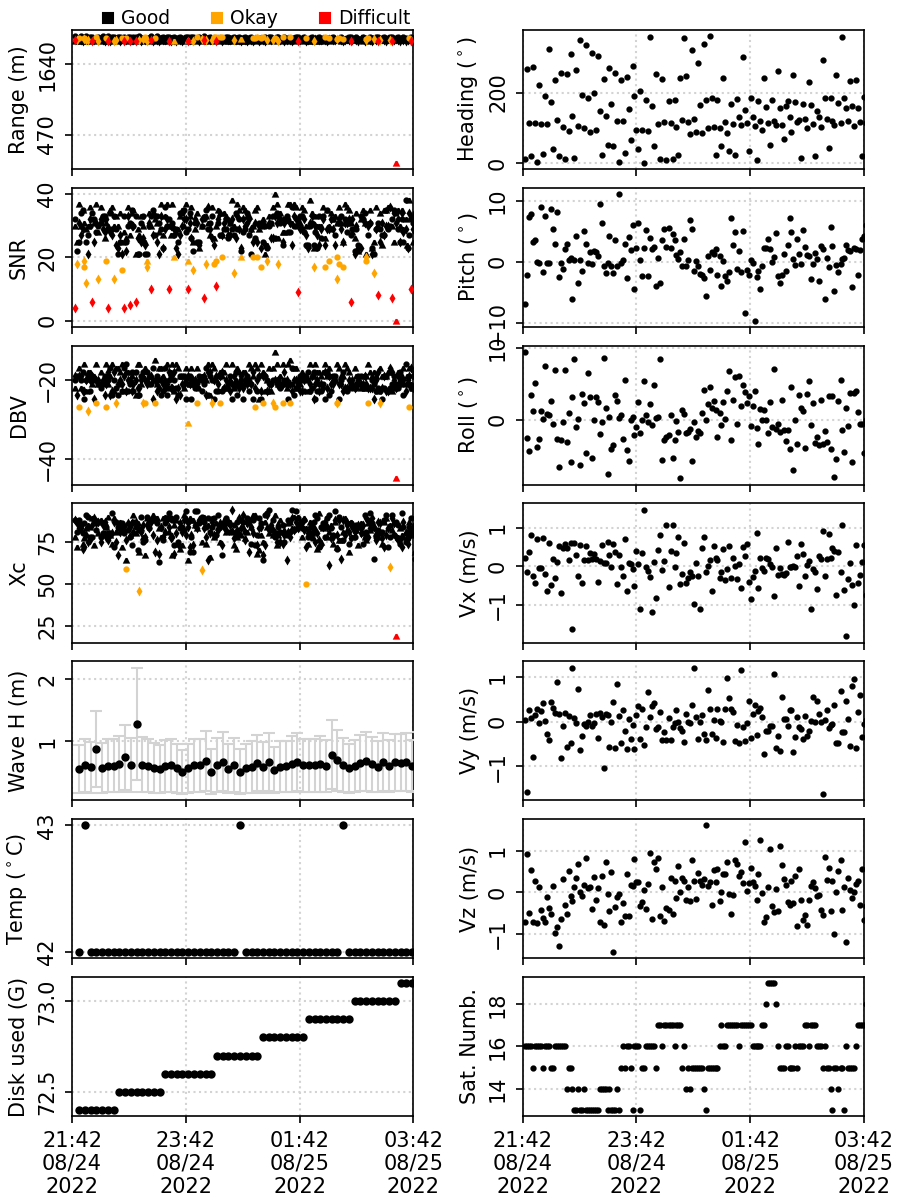 Good Okay Difficult
Range (m)
1640
470
Heading (°)
200
0
SNR
40
20
0
Pitch (°)
10
0
−10
DBV
−20
−40
Roll (°)
10
0
Xc
75
50
25
Vx (m/s)
1
0
−1
Wave H (m)
2
1
Vy (m/s)
1
0
−1
Temp (°C)
43
42
Vz (m/s)
1
0
−1
Disk used (G)
73.0
72.5
Sat. Numb.
18
16
14
21:42 23:42 01:42 03:42
08/24 08/24 08/25 08/25
2022 2022 2022 2022
21:42 23:42 01:42 03:42
08/24 08/24 08/25 08/25
2022 2022 2022 2022